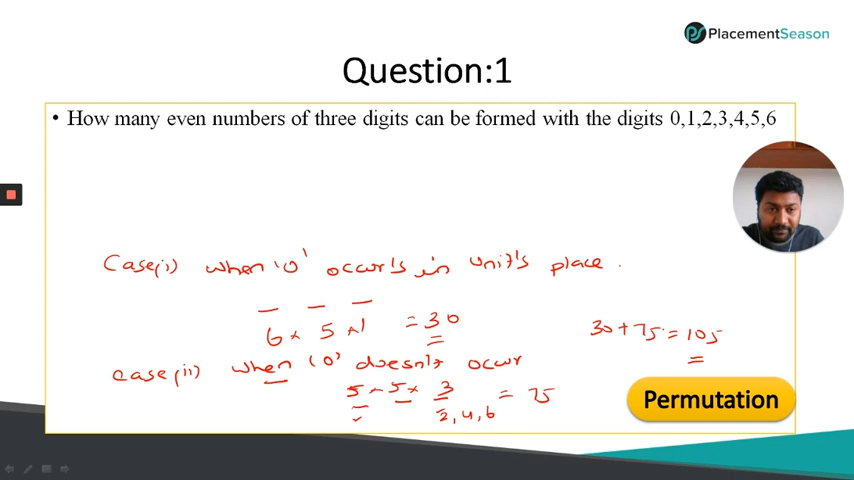 PlacementSeason
Question:1
• How many even numbers of three digits can be formed with the digits 0,1,2,3,4,5,6
Case(i) when '0' occur's in unit's place .
6 × 5 × 1 = 30
30 + 75 = 105
case(ii) when '0' doesn't occur
5 × 5 × 3 = 75
2, 4, 6
Permutation